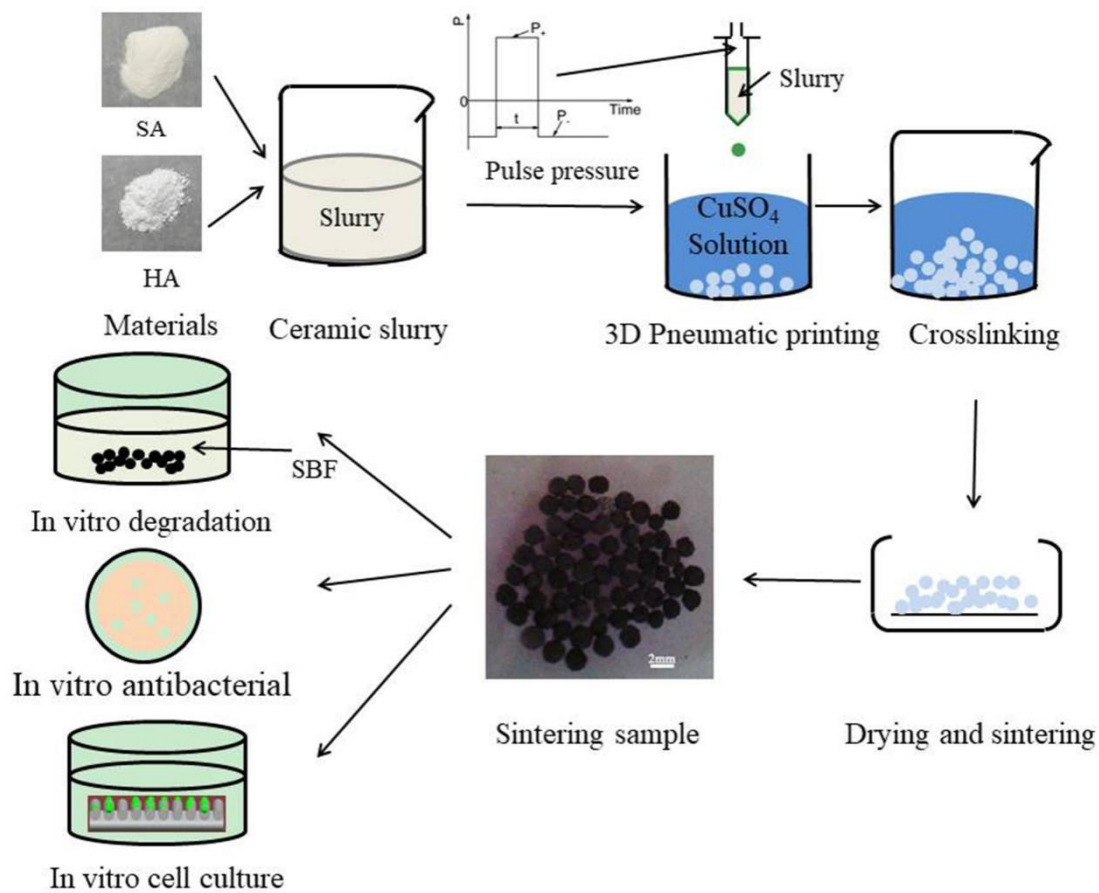 SA
HA
Materials
Slurry
Ceramic slurry
P
P+
0
t
P-
Time
Pulse pressure
Slurry
CuSO4
Solution
3D Pneumatic printing
Crosslinking
SBF
In vitro degradation
In vitro antibacterial
In vitro cell culture
2mm
Sintering sample
Drying and sintering